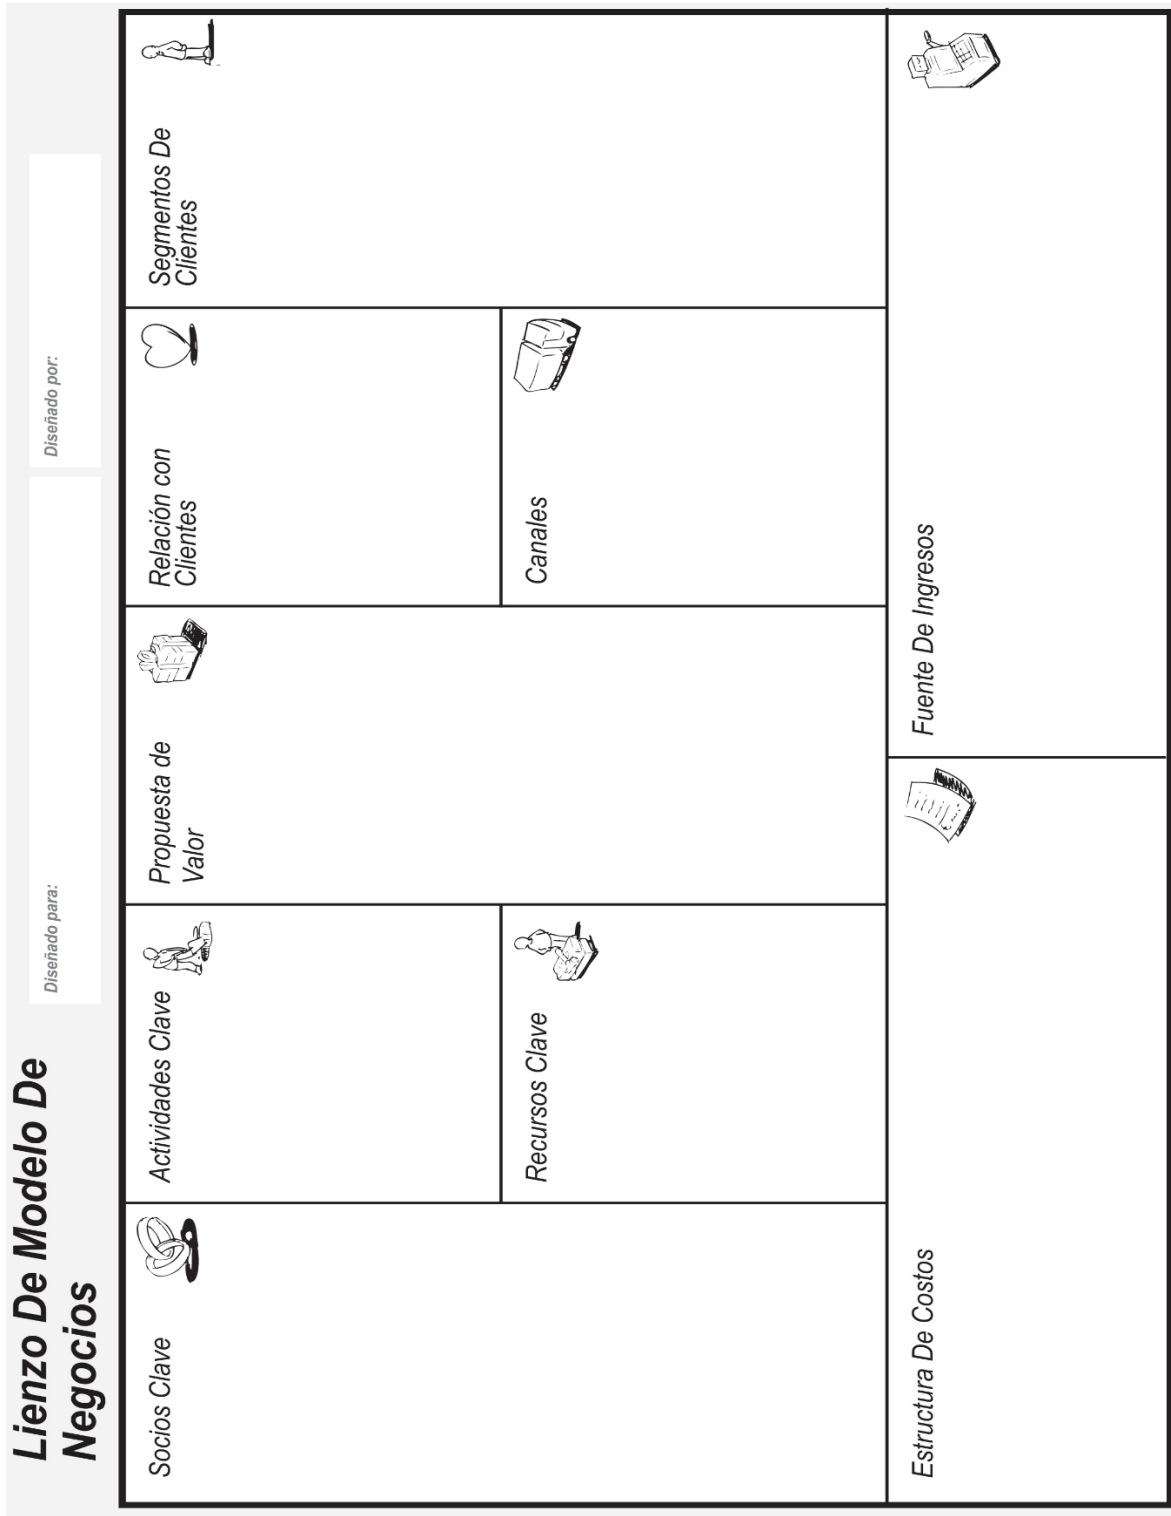 Lienzo De Modelo De
Negocios
Diseñado para:
Diseñado por:
Socios Clave
Actividades Clave
Propuesta de
Valor
Relación con
Clientes
Segmentos De
Clientes
Recursos Clave
Canales
Estructura De Costos
Fuente De Ingresos